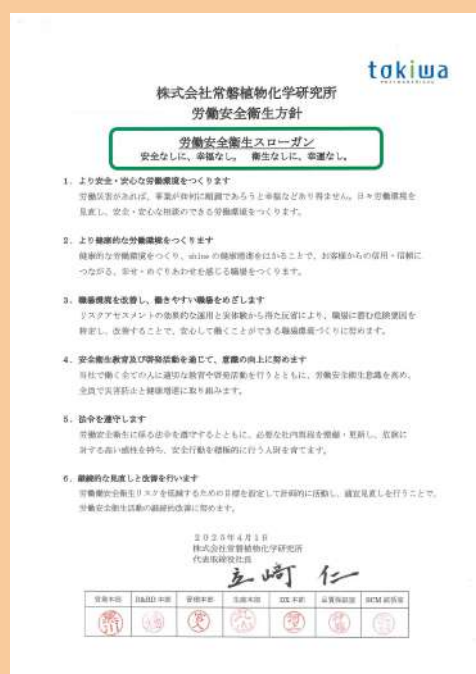 tokiwa
株式会社常磐植物化学研究所
労働安全衛生方針
労働安全衛生スローガン
安全なしに、幸福なし。 衛生なしに、幸運なし。
1. より安全・安心な労働環境をつくります
労働災害があれば、事業が如何に順調であろうと幸福などあり得ません。日々労働環境を
見直し、安全・安心な相談のできる労働環境をつくります。
2. より健康的な労働環境をつくります
健康的な労働環境をつくり、shineの健康増進をはかることで、お客様からの信用・信頼に
つながる、幸せ・めぐりあわせを感じる職場をつくります。
3. 職場環境を改善し、働きやすい職場をめざします
リスクアセスメントの効果的な運用と実体験から得た反省により、職場に潜む危険要因を
特定し、改善することで、安心して働くことができる職場環境づくりに努めます。
4. 安全衛生教育及び啓発活動を通じて、意識の向上に努めます
当社で働く全ての人に適切な教育や啓発活動を行うとともに、労働安全衛生意識を高め、
全員で災害防止と健康増進に取り組みます。
5. 法令を遵守します
労働安全衛生に係る法令を遵守するとともに、必要な社内規程を整備・更新し、危険に
対する高い感性を持ち、安全行動を積極的に行う人財を育てます。
6. 継続的な見直しと改善を行います
労働安全衛生リスクを低減するための目標を設定して計画的に活動し、適宜見直しを行うことで、
労働安全衛生活動の継続的改善に努めます。
年4月1日
株式会社常磐植物化学研究所
代表取締役社長
立﨑 仁
営業本部 R&BD本部 管理本部 生産本部 DX本部 品質保証部 SCM